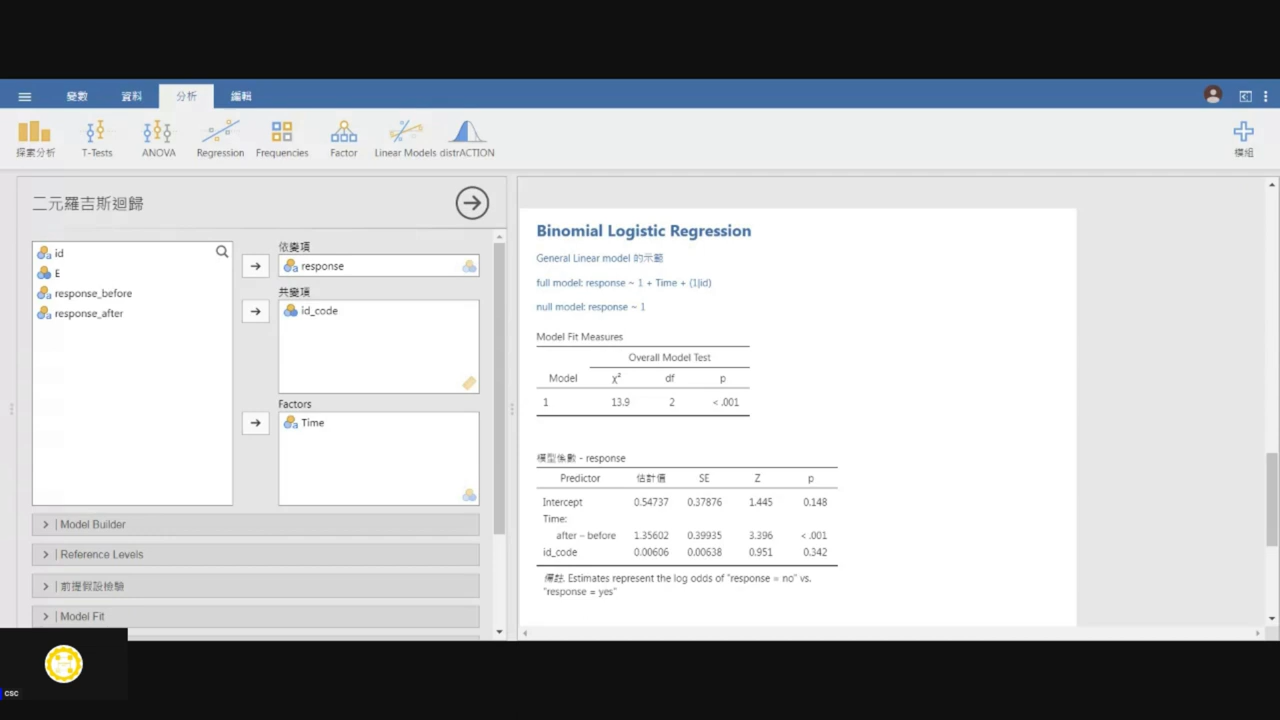 變數 資料 分析 編輯
探索分析 T-Tests ANOVA Regression Frequencies Factor Linear Models distrACTION 模組
二元羅吉斯迴歸
id
E
response_before
response_after
依變項
response
共變項
id_code
Factors
Time
| Model Builder
| Reference Levels
| 前提假設檢驗
| Model Fit
Binomial Logistic Regression
General Linear model 的示範
full model: response ~ 1 + Time + (1|id)
null model: response ~ 1
Model Fit Measures
Overall Model Test
Model χ² df p
1 13.9 2 < .001
模型係數 - response
Predictor 估計值 SE Z p
Intercept 0.54737 0.37876 1.445 0.148
Time:
after – before 1.35602 0.39935 3.396 < .001
id_code 0.00606 0.00638 0.951 0.342
備註. Estimates represent the log odds of "response = no" vs.
"response = yes"
csc